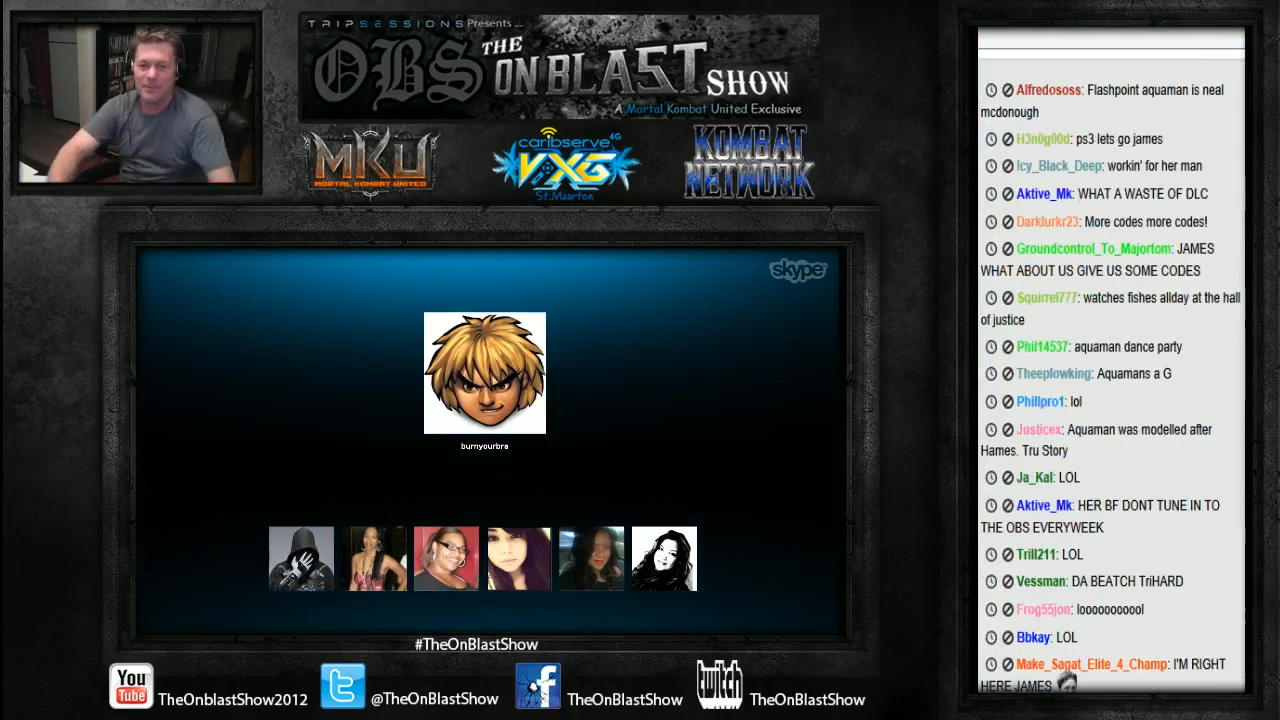 TRIPSESSIONS Presents ...
OBS THE ON BLAST SHOW
A Mortal Kombat United Exclusive
MKU
MORTAL KOMBAT UNITED
caribserve 4G
VXG
St.Maarten
KOMBAT
NETWORK
skype
burnyourbra
#TheOnBlastShow
You
Tube
TheOnblastShow2012
@TheOnBlastShow
TheOnBlastShow
twitch
TheOnBlastShow
Alfredososs: Flashpoint aquaman is neal
mcdonough
H3n0g00d: ps3 lets go james
Icy_Black_Deep: workin' for her man
Aktive_Mk: WHAT A WASTE OF DLC
Darklurkr23: More codes more codes!
Groundcontrol_To_Majortom: JAMES
WHAT ABOUT US GIVE US SOME CODES
Squirrel777: watches fishes allday at the hall
of justice
Phil14537: aquaman dance party
Theeplowking: Aquamans a G
Phillpro1: lol
Justicex: Aquaman was modelled after
Hames. Tru Story
Ja_Kal: LOL
Aktive_Mk: HER BF DONT TUNE IN TO
THE OBS EVERYWEEK
Trill211: LOL
Vessman: DA BEATCH TriHARD
Frog55jon: looooooooool
Bbkay: LOL
Make_Sagat_Elite_4_Champ: I'M RIGHT
HERE JAMES